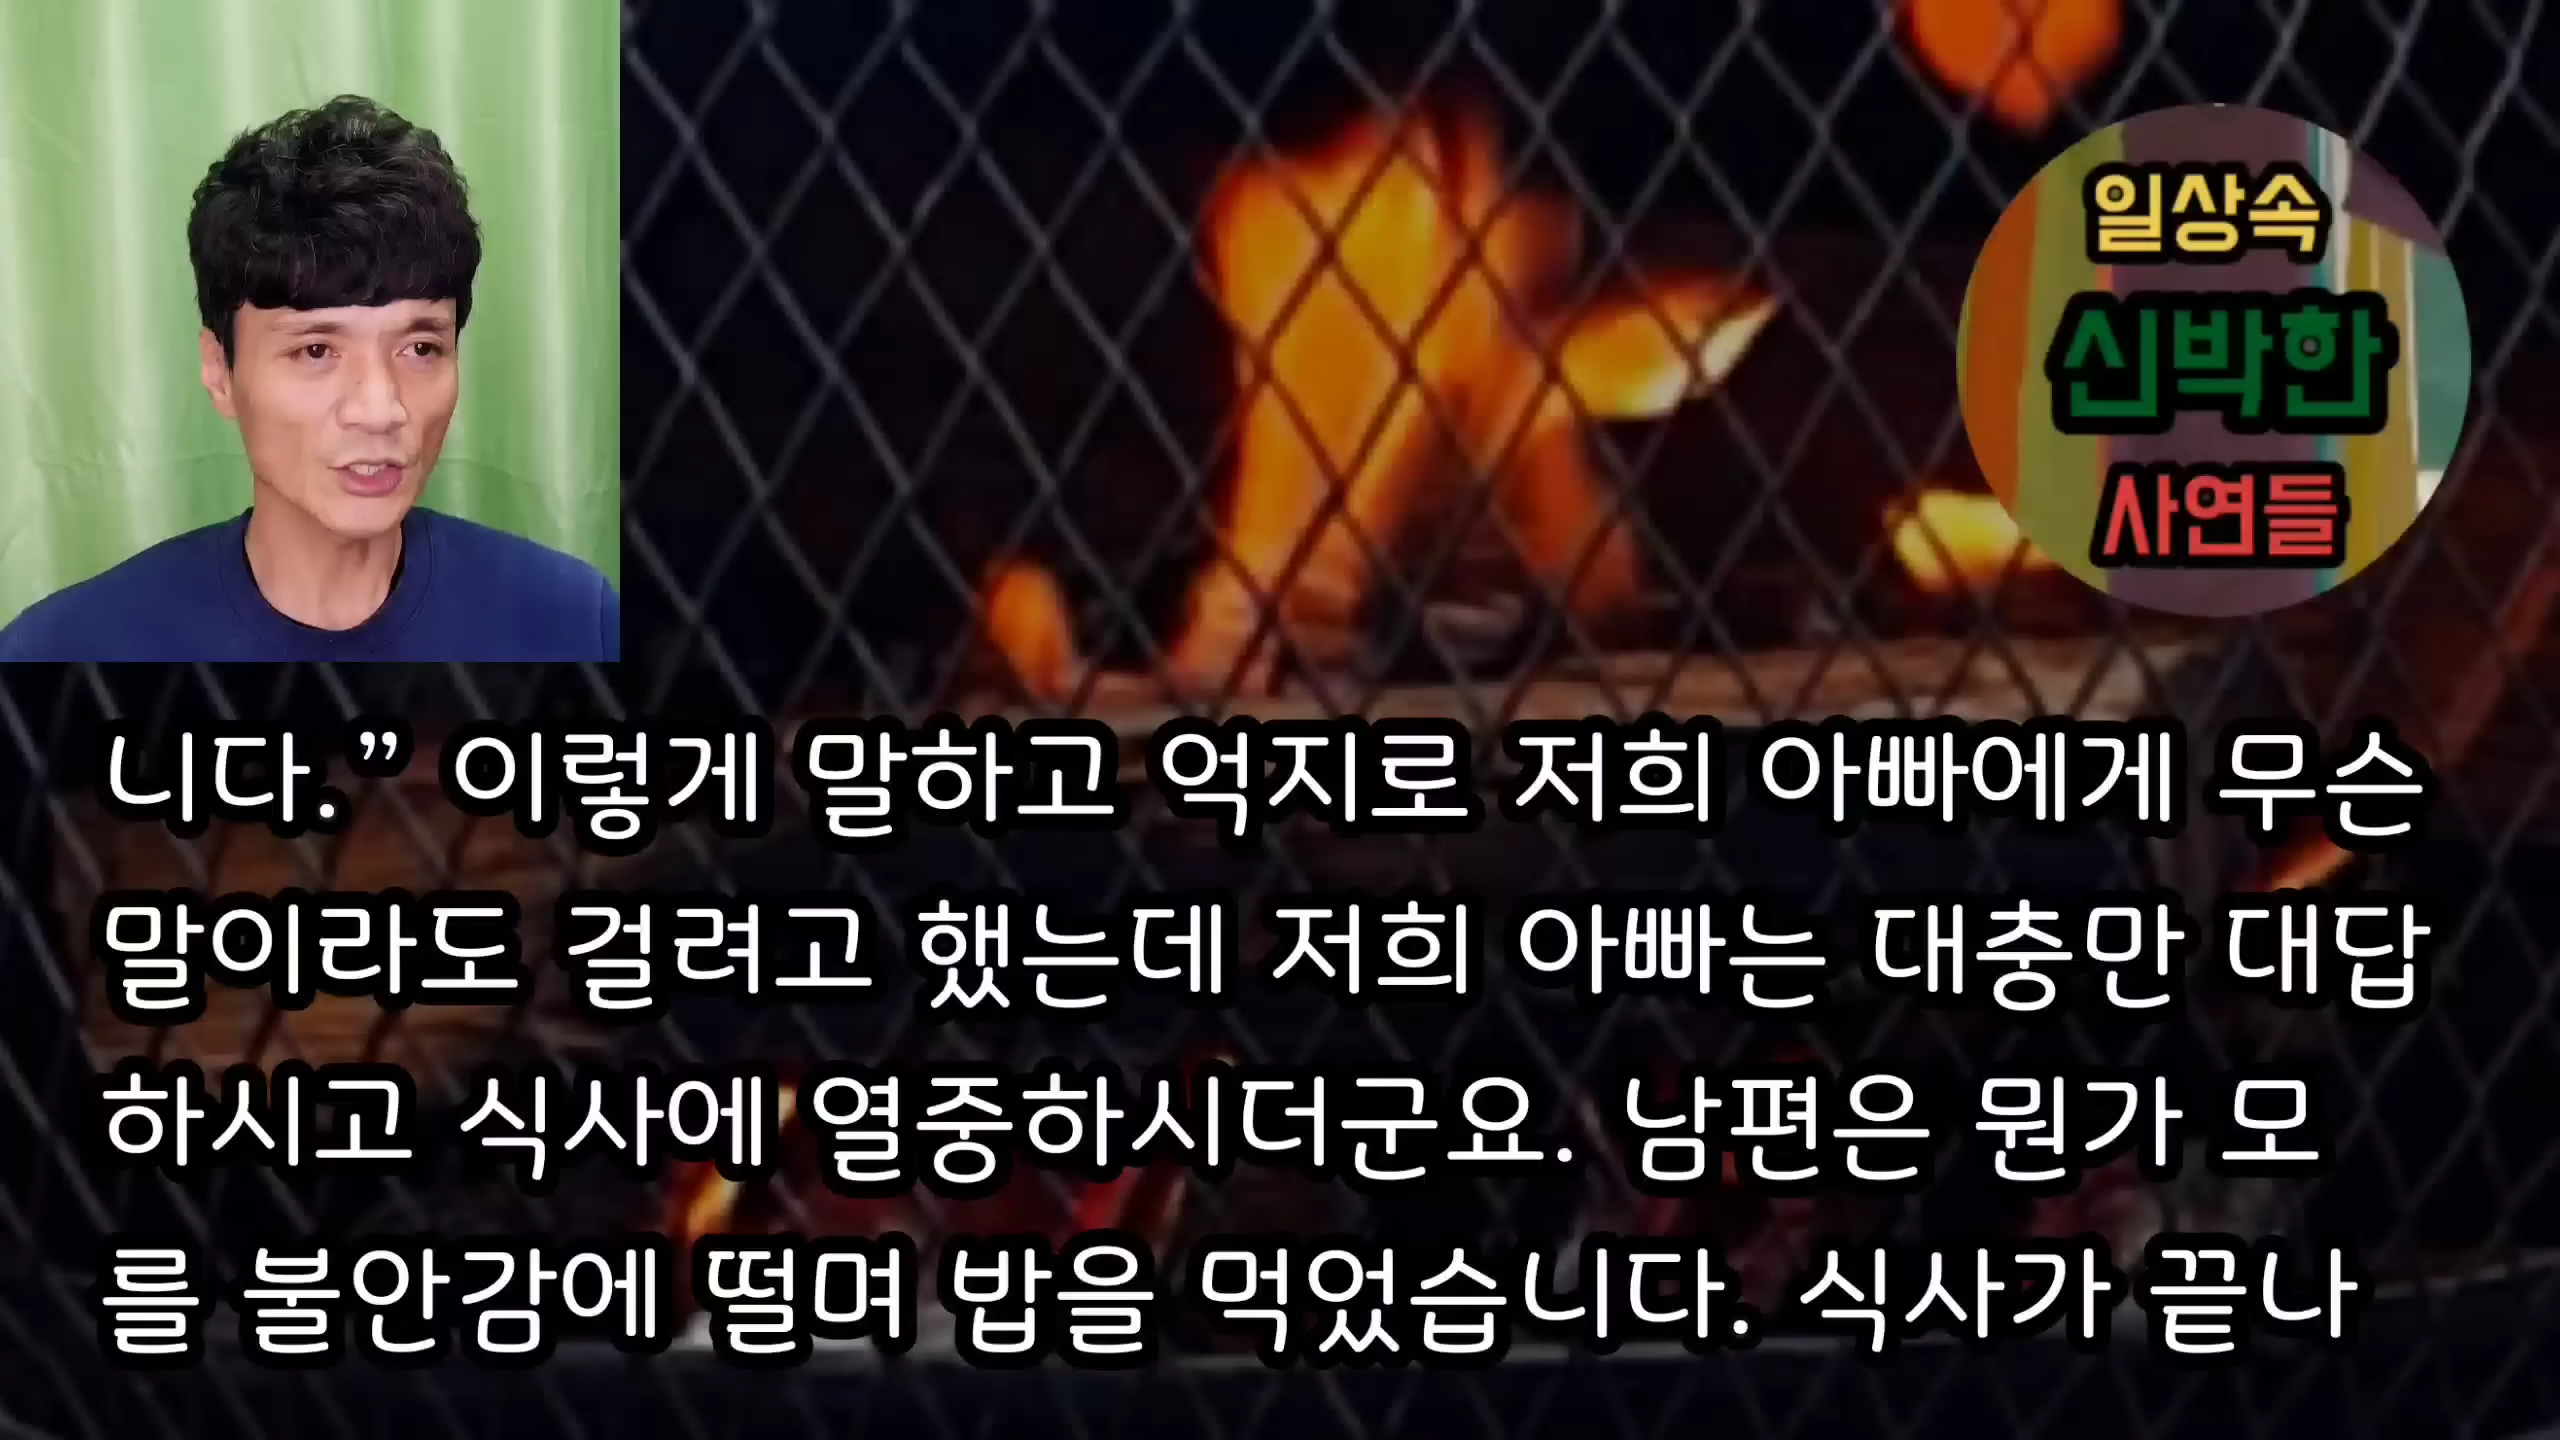 일상속
신박한
사연들
니다.” 이렇게 말하고 억지로 저희 아빠에게 무슨
말이라도 걸려고 했는데 저희 아빠는 대충만 대답
하시고 식사에 열중하시더군요. 남편은 뭔가 모
를 불안감에 떨며 밥을 먹었습니다. 식사가 끝나